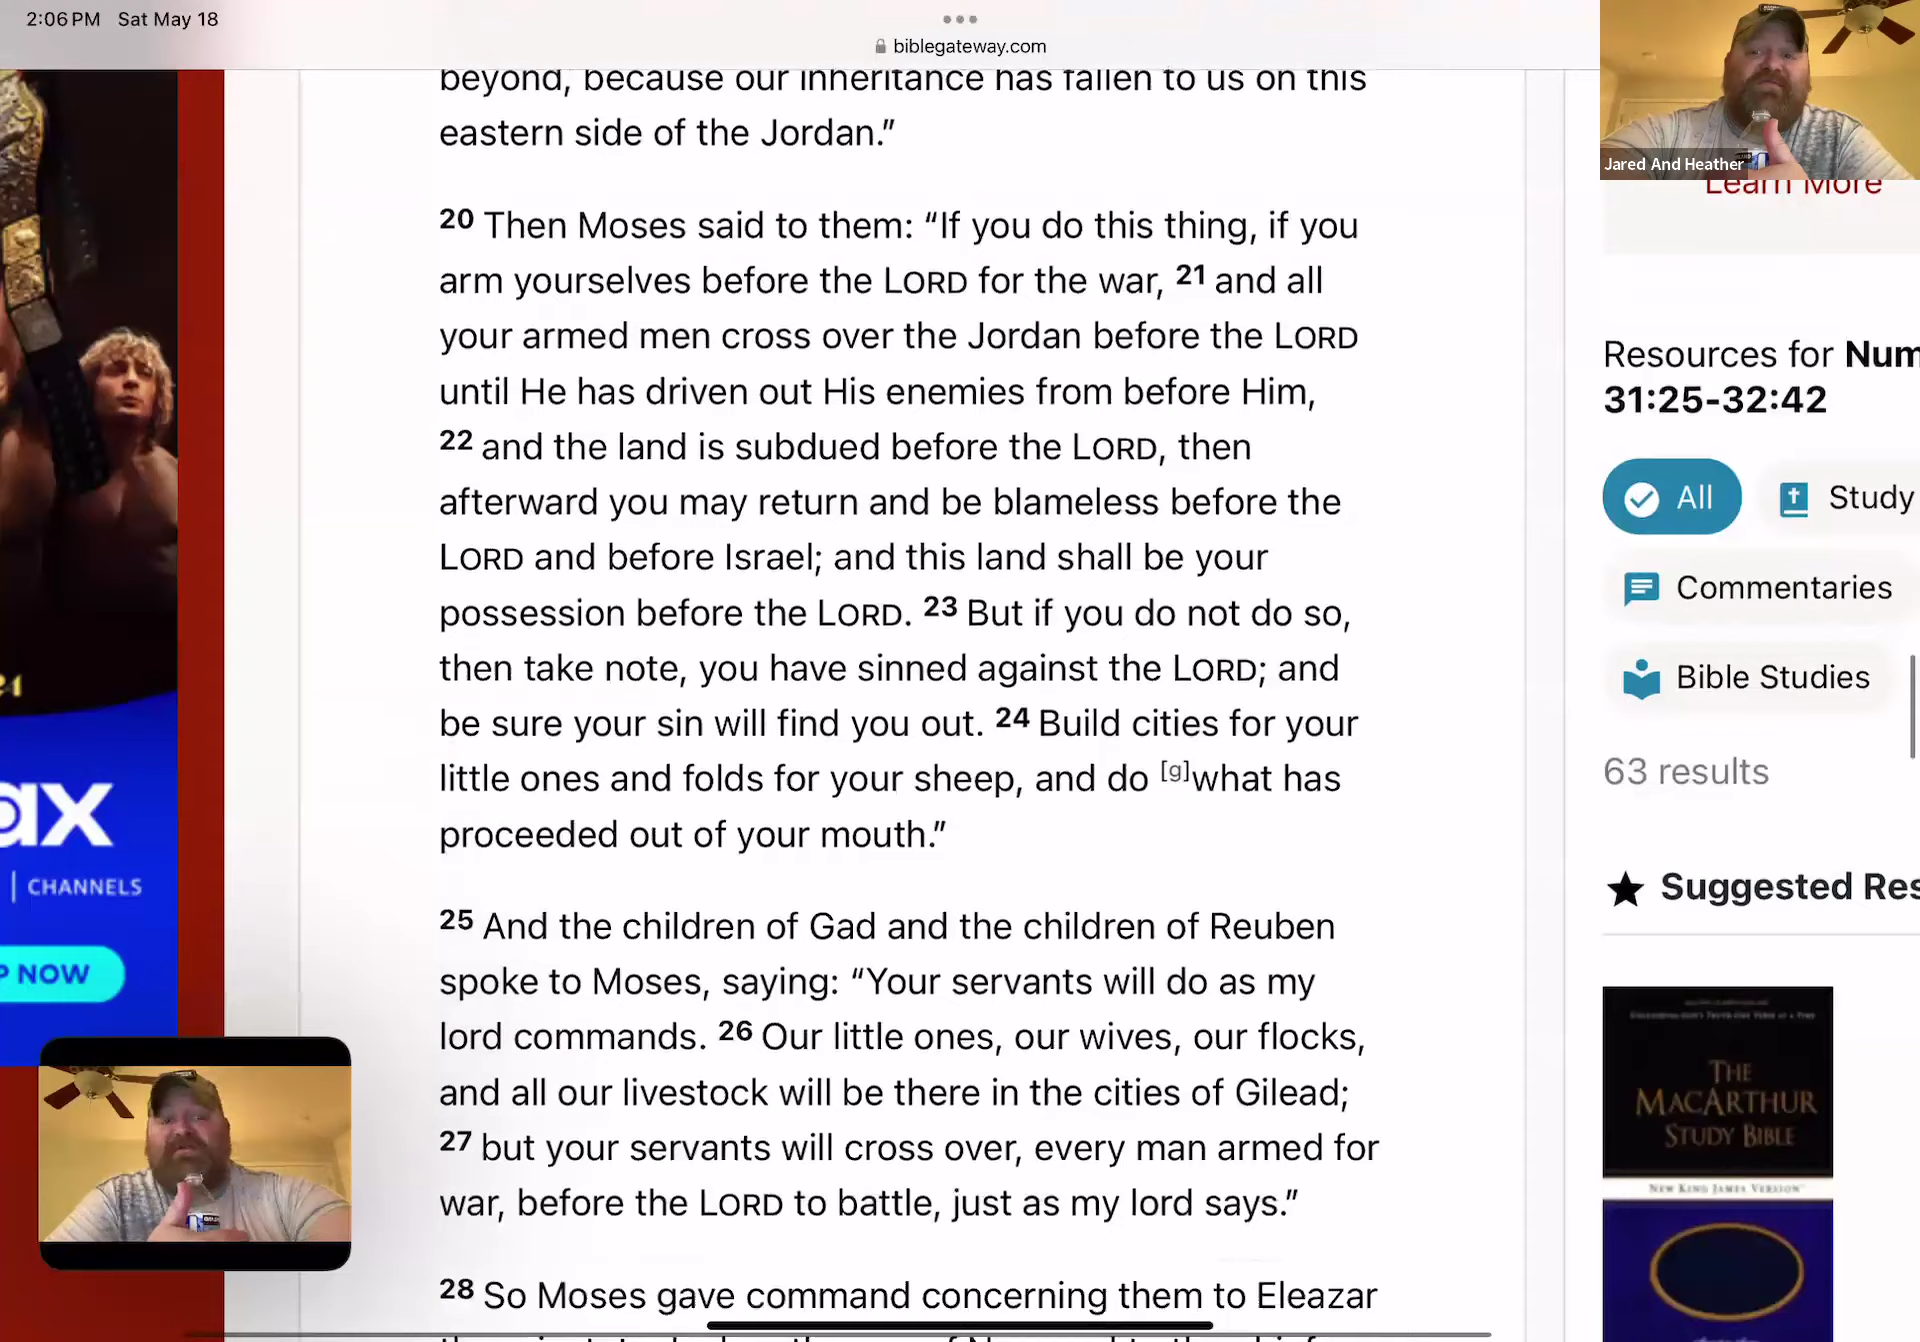 2:06 PM Sat May 18
biblegateway.com
beyond, because our inheritance has fallen to us on this
eastern side of the Jordan.”
20 Then Moses said to them: “If you do this thing, if you
arm yourselves before the LORD for the war, 21 and all
your armed men cross over the Jordan before the LORD
until He has driven out His enemies from before Him,
22 and the land is subdued before the LORD, then
afterward you may return and be blameless before the
LORD and before Israel; and this land shall be your
possession before the LORD. 23 But if you do not do so,
then take note, you have sinned against the LORD; and
be sure your sin will find you out. 24 Build cities for your
little ones and folds for your sheep, and do [g]what has
proceeded out of your mouth.”
25 And the children of Gad and the children of Reuben
spoke to Moses, saying: “Your servants will do as my
lord commands. 26 Our little ones, our wives, our flocks,
and all our livestock will be there in the cities of Gilead;
27 but your servants will cross over, every man armed for
war, before the LORD to battle, just as my lord says.”
28 So Moses gave command concerning them to Eleazar
Jared And Heather
Learn More
Resources for Num
31:25-32:42
All
Study
Commentaries
Bible Studies
63 results
Suggested Res
THE
MACARTHUR
STUDY BIBLE
NEW KING JAMES VERSION
ax
| CHANNELS
P NOW